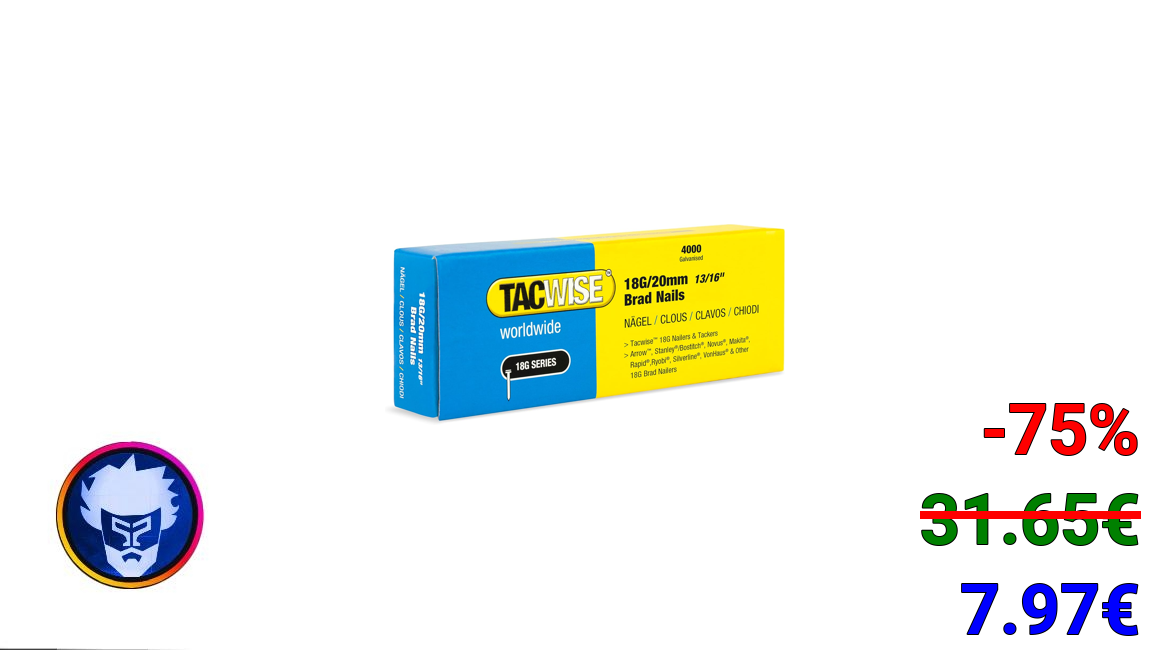 4000
Galvanised
TACWISE®
worldwide
18G SERIES
18G/20mm 13/16"
Brad Nails
NÄGEL / CLOUS / CLAVOS / CHIODI
> Tacwise™ 18G Nailers & Tackers
> Arrow™, Stanley®/Bostitch®, Novus®, Makita®,
Rapid®,Ryobi®, Silverline®, VonHaus® & Other
18G Brad Nailers
18G/20mm 13/16"
Brad Nails
NÄGEL / CLOUS / CLAVOS / CHIODI
-75%
31.65€
7.97€